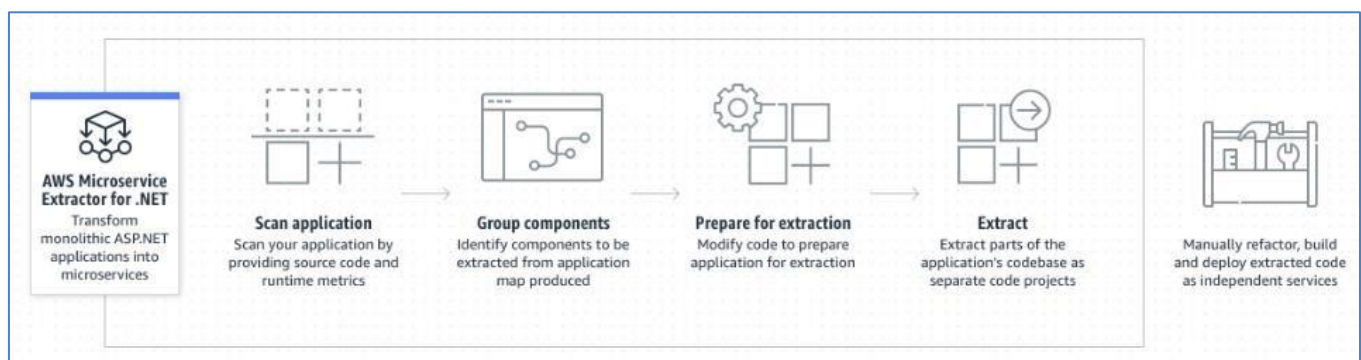 AWS Microservice
Extractor for .NET
Transform
monolithic ASP.NET
applications into
microservices
Scan application
Scan your application by
providing source code and
runtime metrics
Group components
Identify components to be
extracted from application
map produced
Prepare for extraction
Modify code to prepare
application for extraction
Extract
Extract parts of the
application's codebase as
separate code projects
Manually refactor, build
and deploy extracted code
as independent services